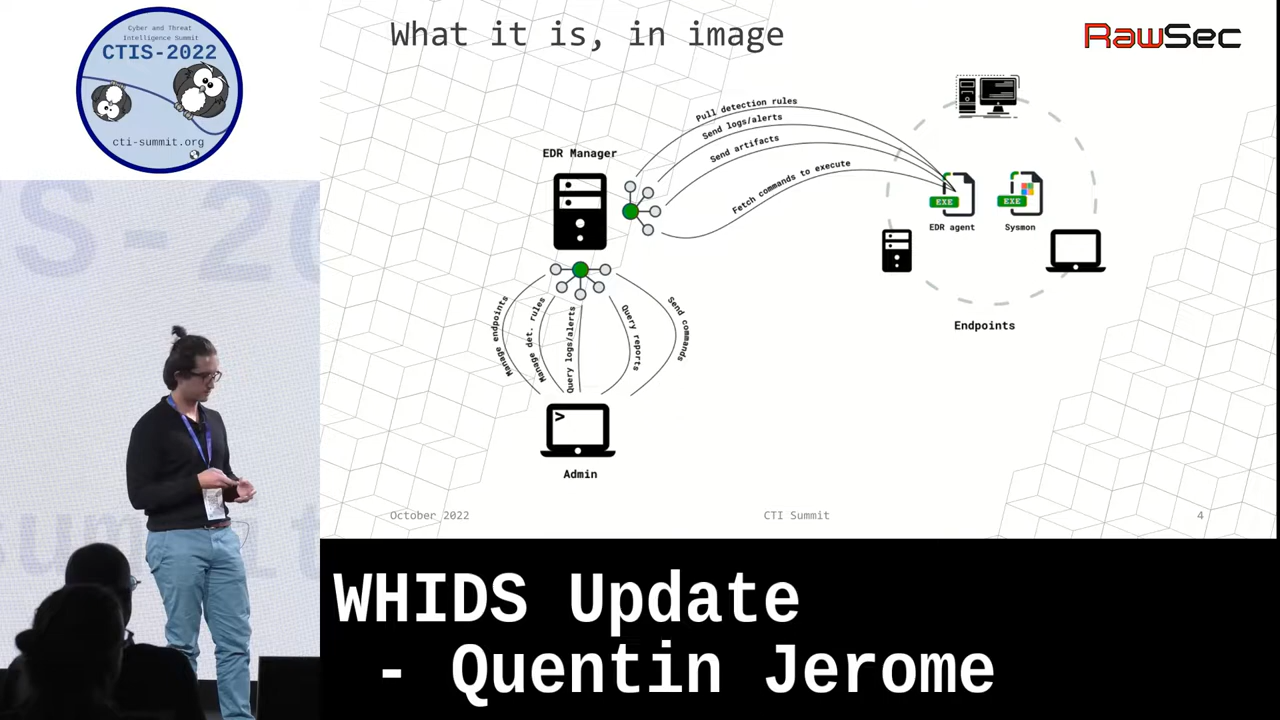 Cyber and Threat
Intelligence Summit
CTIS-2022
cti-summit.org
What it is, in image
RawSec
EDR Manager
Pull detection rules
Send logs/alerts
Send artifacts
Fetch commands to execute
EXE
EDR agent
EXE
Sysmon
Endpoints
Manage endpoints
Manage det. rules
Query logs/alerts
Query reports
Send commands
>
Admin
October 2022
CTI Summit
4
WHIDS Update
- Quentin Jerome